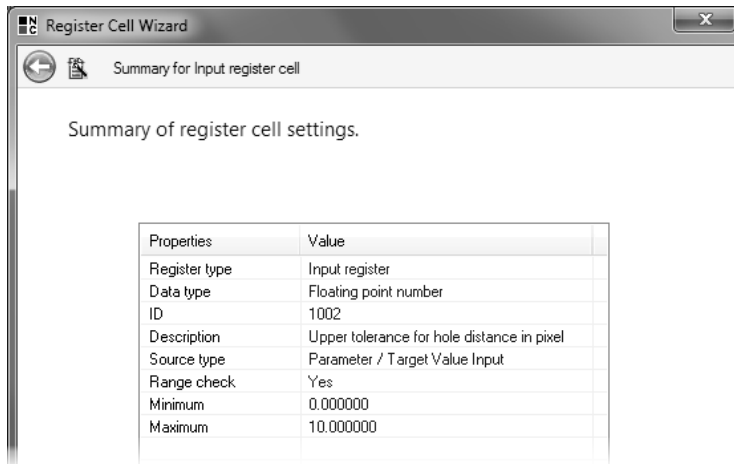 NC Register Cell Wizard
Summary for Input register cell
Summary of register cell settings.
Properties Value
Register type Input register
Data type Floating point number
ID 1002
Description Upper tolerance for hole distance in pixel
Source type Parameter / Target Value Input
Range check Yes
Minimum 0.000000
Maximum 10.000000